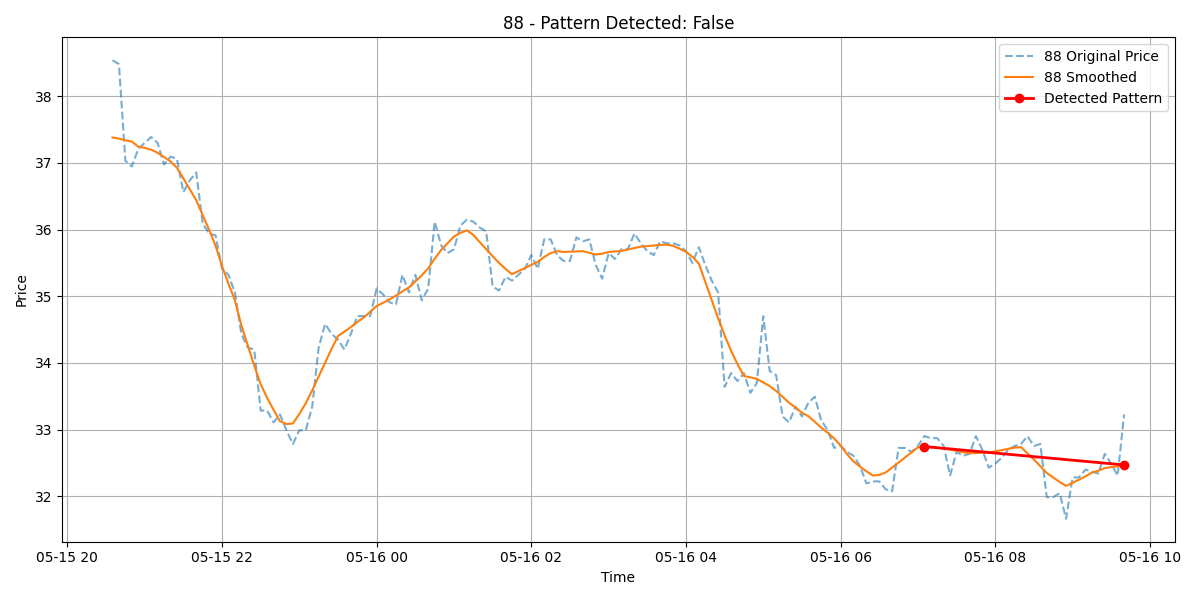 88 - Pattern Detected: False
88 Original Price
88 Smoothed
Detected Pattern
Price
38
37
36
35
34
33
32
05-15 20
05-15 22
05-16 00
05-16 02
05-16 04
05-16 06
05-16 08
05-16 10
Time